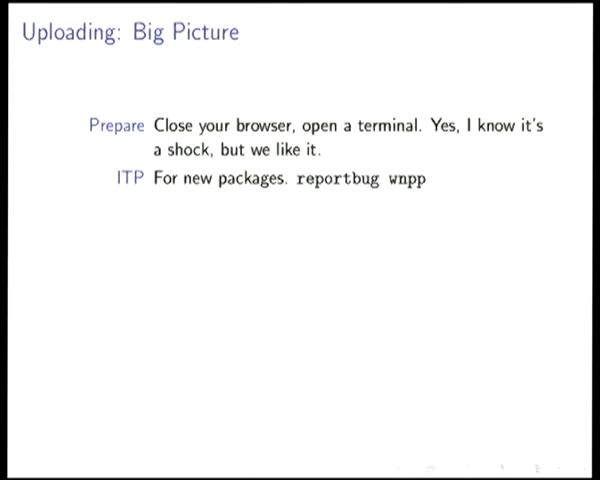 Uploading: Big Picture
Prepare Close your browser, open a terminal. Yes, I know it's
a shock, but we like it.
ITP For new packages. reportbug wnpp